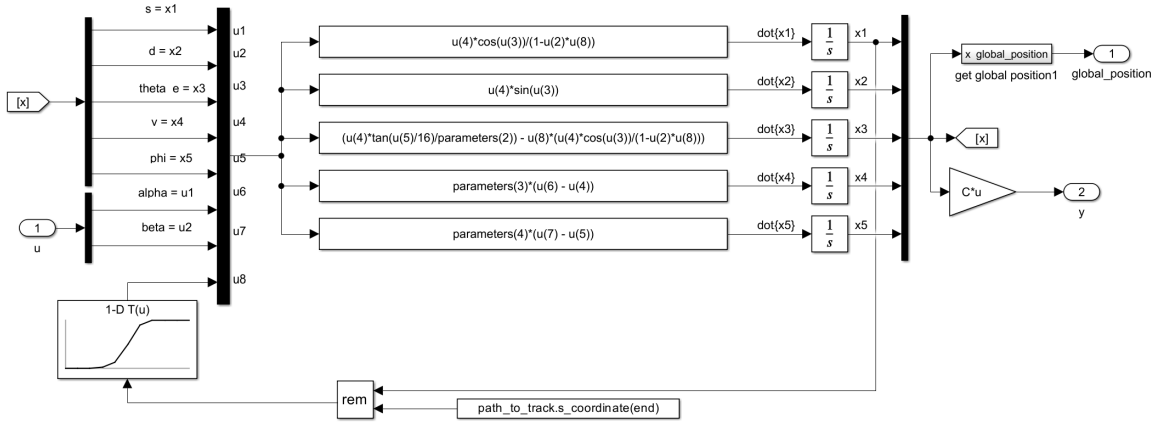 s = x1
d = x2
theta e = x3
v = x4
phi = x5
alpha = u1
beta = u2
[x]
1
u
u1
u2
u3
u4
u5
u6
u7
u8
u(4)*cos(u(3))/(1-u(2)*u(8))
u(4)*sin(u(3))
(u(4)*tan(u(5)/16)/parameters(2)) - u(8)*(u(4)*cos(u(3))/(1-u(2)*u(8)))
parameters(3)*(u(6) - u(4))
parameters(4)*(u(7) - u(5))
dot{x1}
dot{x2}
dot{x3}
dot{x4}
dot{x5}
1
s
1
s
1
s
1
s
1
s
x1
x2
x3
x4
x5
x global_position
get global position1
1
global_position
[x]
C*u
2
y
1-D T(u)
rem
path_to_track.s_coordinate(end)